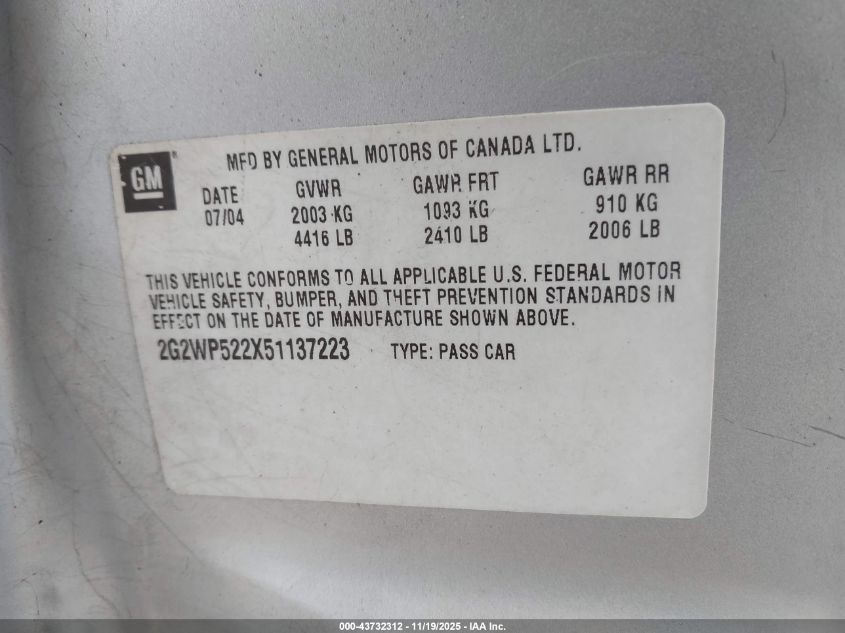 GM
MFD BY GENERAL MOTORS OF CANADA LTD.
DATE GVWR GAWR FRT GAWR RR
07/04 2003 KG 1093 KG 910 KG
4416 LB 2410 LB 2006 LB
THIS VEHICLE CONFORMS TO ALL APPLICABLE U.S. FEDERAL MOTOR
VEHICLE SAFETY, BUMPER, AND THEFT PREVENTION STANDARDS IN
EFFECT ON THE DATE OF MANUFACTURE SHOWN ABOVE.
2G2WP522X51137223 TYPE: PASS CAR
000-43732312 - 11/19/2025 - IAA Inc.